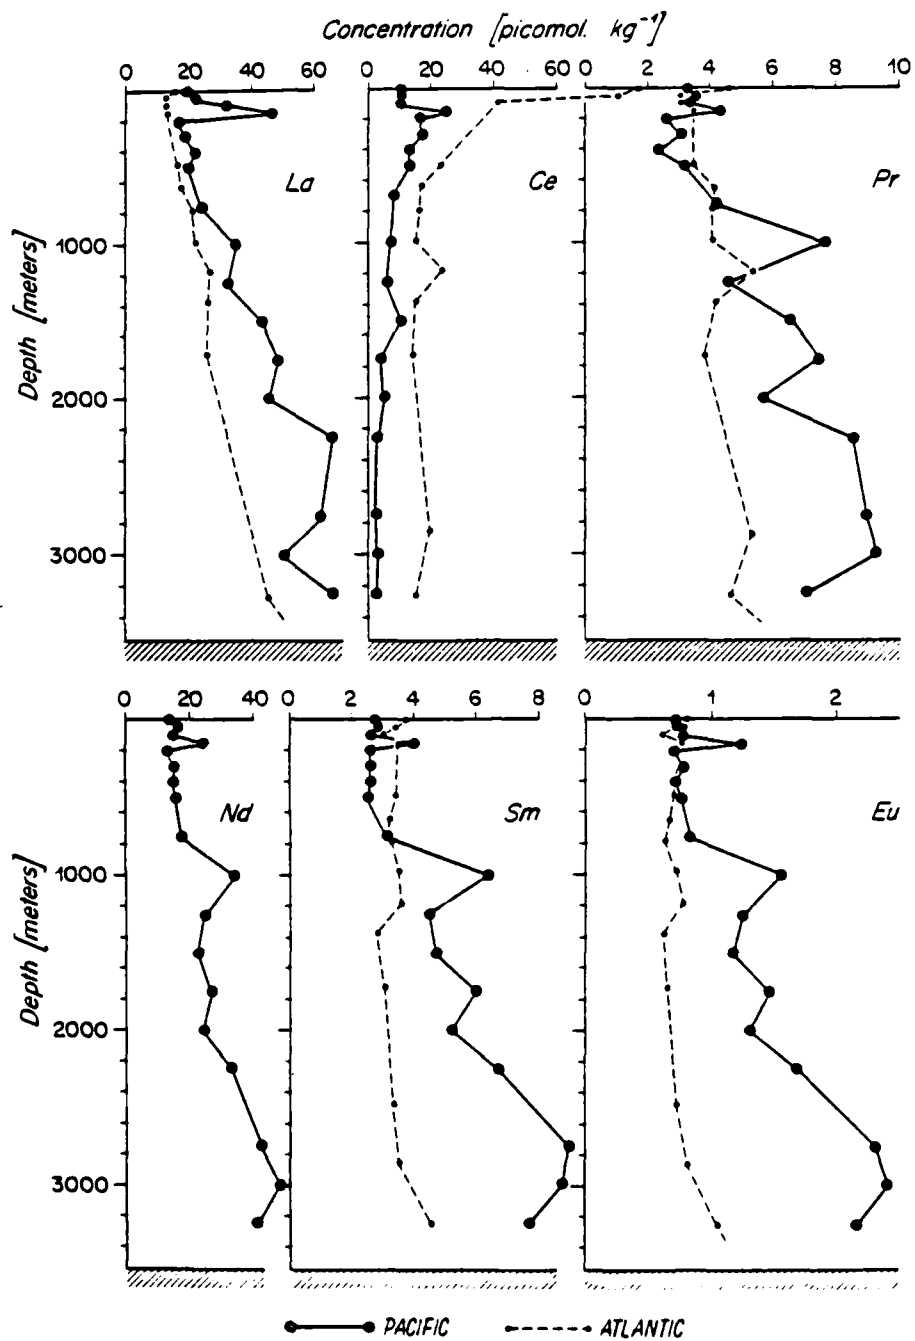 Concentration [picomol. kg⁻¹]
0 20 40 60 0 20 40 60 0 2 4 6 8 10
La Ce Pr
Depth [meters]
1000
2000
3000
0 20 40 0 2 4 6 8 0 1 2
Nd Sm Eu
Depth [meters]
1000
2000
3000
PACIFIC ATLANTIC